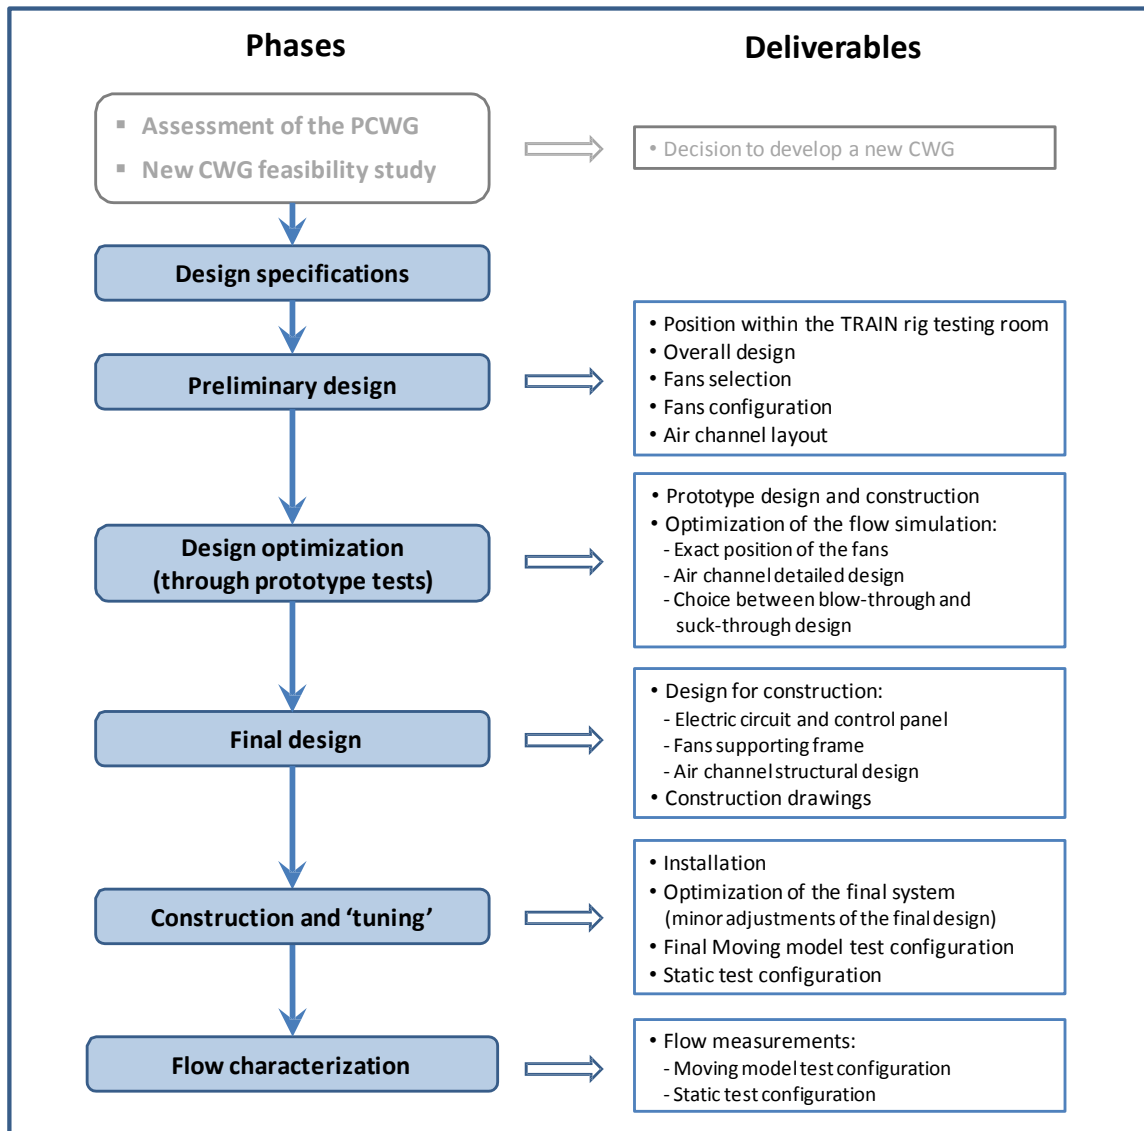 Phases
Deliverables
▪ Assessment of the PCWG
▪ New CWG feasibility study
• Decision to develop a new CWG
Design specifications
Preliminary design
• Position within the TRAIN rig testing room
• Overall design
• Fans selection
• Fans configuration
• Air channel layout
Design optimization
(through prototype tests)
• Prototype design and construction
• Optimization of the flow simulation:
- Exact position of the fans
- Air channel detailed design
- Choice between blow-through and
suck-through design
Final design
• Design for construction:
- Electric circuit and control panel
- Fans supporting frame
- Air channel structural design
• Construction drawings
Construction and ‘tuning’
• Installation
• Optimization of the final system
(minor adjustments of the final design)
• Final Moving model test configuration
• Static test configuration
Flow characterization
• Flow measurements:
- Moving model test configuration
- Static test configuration